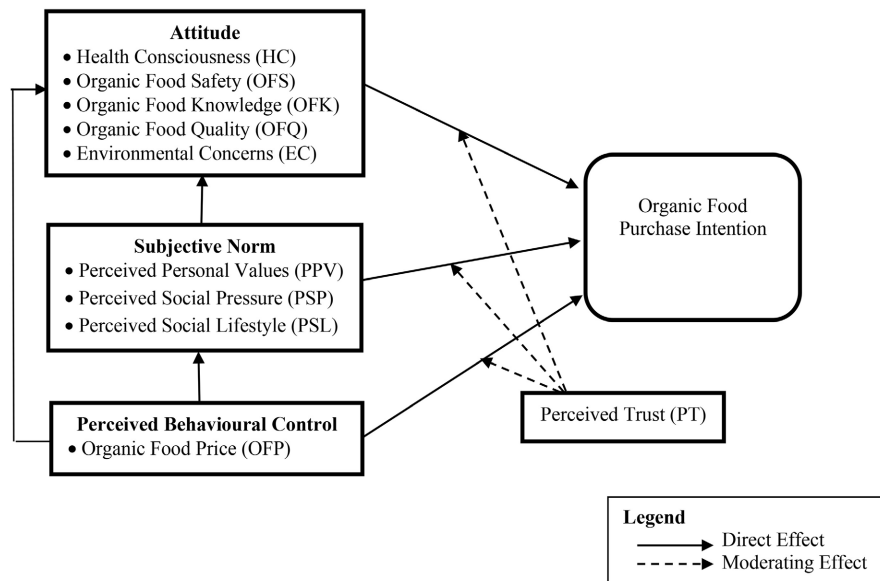 Attitude
• Health Consciousness (HC)
• Organic Food Safety (OFS)
• Organic Food Knowledge (OFK)
• Organic Food Quality (OFQ)
• Environmental Concerns (EC)
Organic Food
Purchase Intention
Subjective Norm
• Perceived Personal Values (PPV)
• Perceived Social Pressure (PSP)
• Perceived Social Lifestyle (PSL)
Perceived Behavioural Control
• Organic Food Price (OFP)
Perceived Trust (PT)
Legend
Direct Effect
Moderating Effect